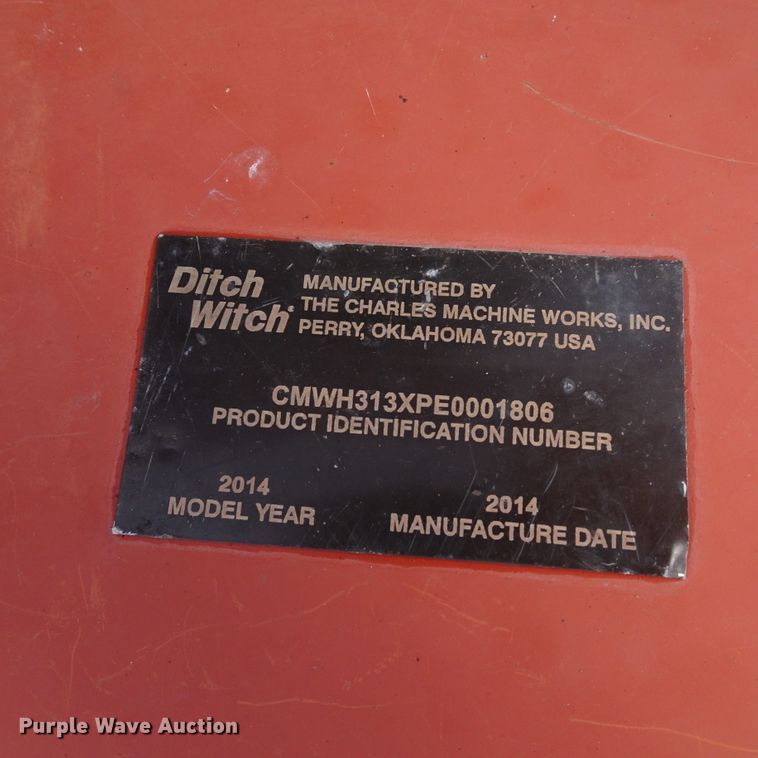 Ditch
Witch®
MANUFACTURED BY
THE CHARLES MACHINE WORKS, INC.
PERRY, OKLAHOMA 73077 USA
CMWH313XPE0001806
PRODUCT IDENTIFICATION NUMBER
2014
MODEL YEAR
2014
MANUFACTURE DATE
Purple Wave Auction